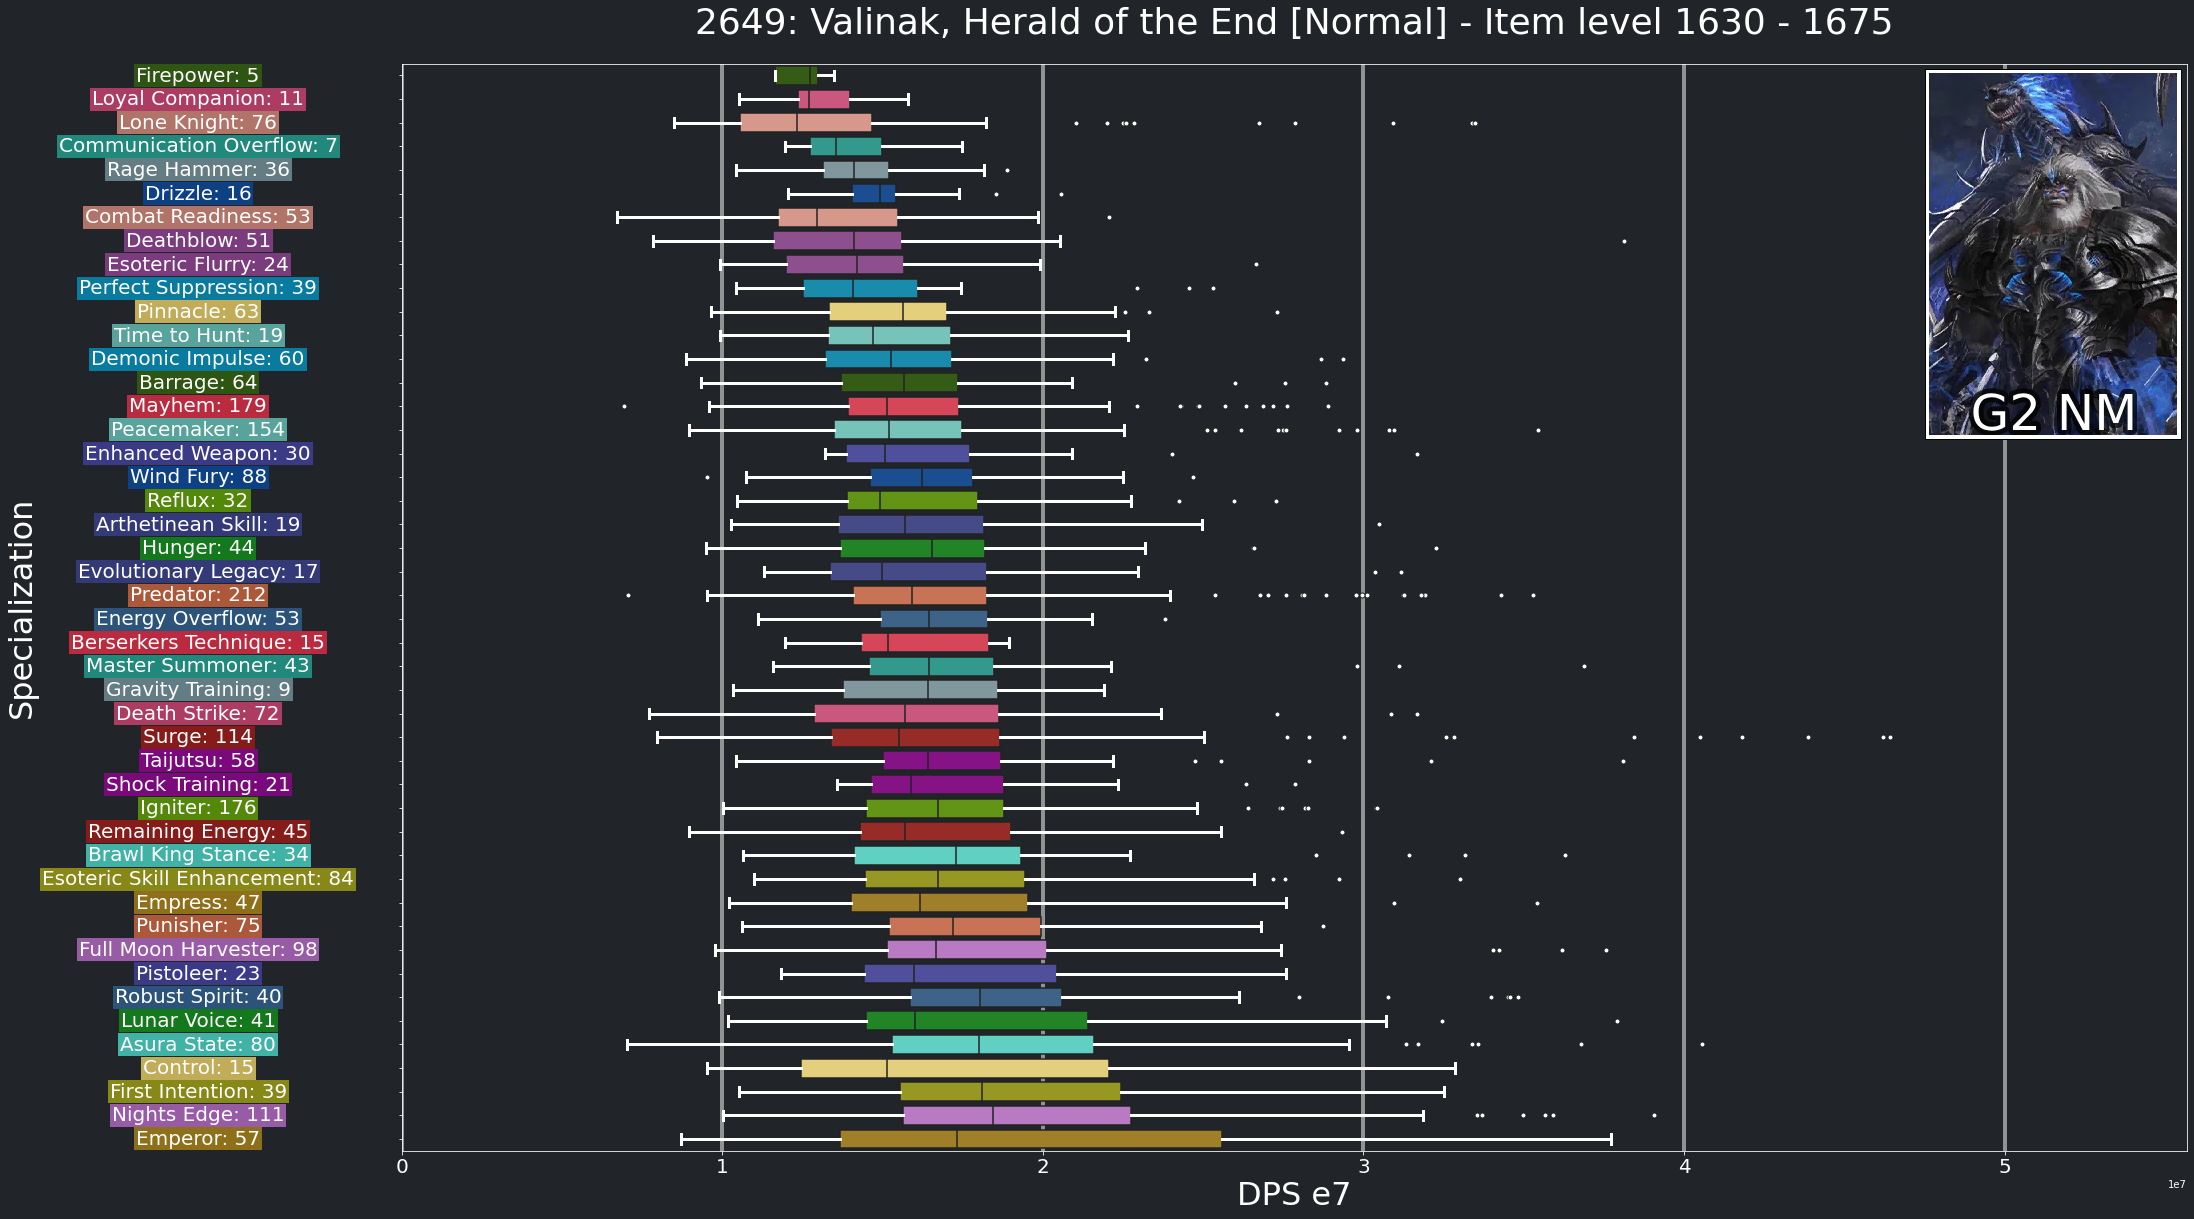 2649: Valinak, Herald of the End [Normal] - Item level 1630 - 1675
Specialization
Firepower: 5
Loyal Companion: 11
Lone Knight: 76
Communication Overflow: 7
Rage Hammer: 36
Drizzle: 16
Combat Readiness: 53
Deathblow: 51
Esoteric Flurry: 24
Perfect Suppression: 39
Pinnacle: 63
Time to Hunt: 19
Demonic Impulse: 60
Barrage: 64
Mayhem: 179
Peacemaker: 154
Enhanced Weapon: 30
Wind Fury: 88
Reflux: 32
Arthetinean Skill: 19
Hunger: 44
Evolutionary Legacy: 17
Predator: 212
Energy Overflow: 53
Berserkers Technique: 15
Master Summoner: 43
Gravity Training: 9
Death Strike: 72
Surge: 114
Taijutsu: 58
Shock Training: 21
Igniter: 176
Remaining Energy: 45
Brawl King Stance: 34
Esoteric Skill Enhancement: 84
Empress: 47
Punisher: 75
Full Moon Harvester: 98
Pistoleer: 23
Robust Spirit: 40
Lunar Voice: 41
Asura State: 80
Control: 15
First Intention: 39
Nights Edge: 111
Emperor: 57
G2 NM
0 1 2 3 4 5
1e7
DPS e7